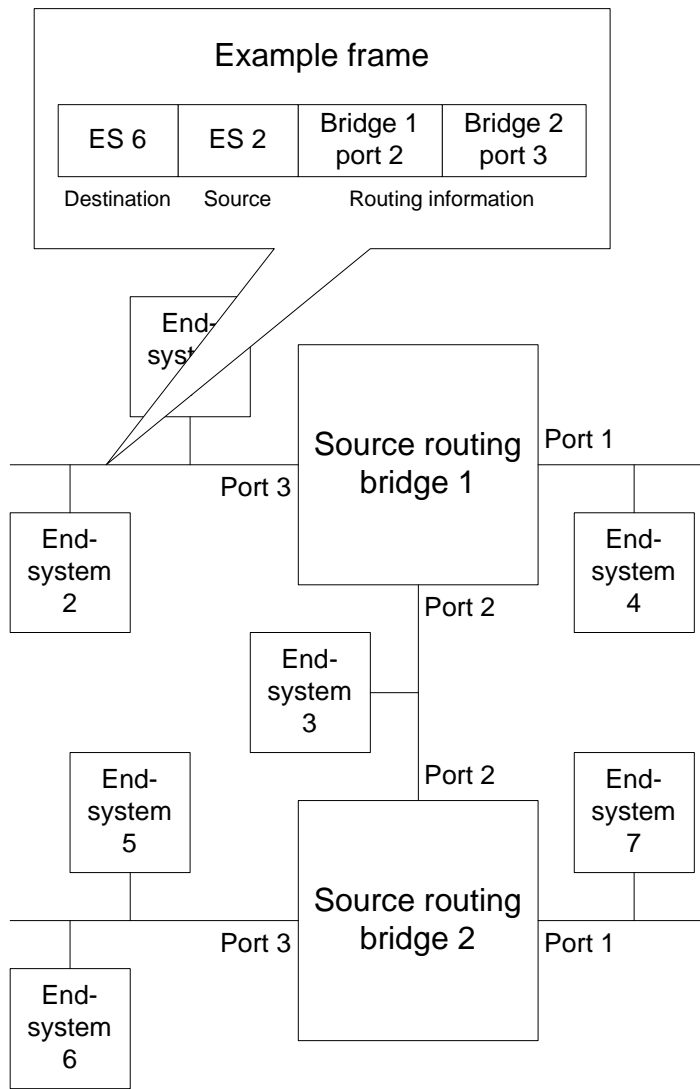 Example frame
ES 6
ES 2
Bridge 1
port 2
Bridge 2
port 3
Destination
Source
Routing information
End-
Source routing
bridge 1
Port 1
Port 3
End-
system
2
End-
system
4
Port 2
End-
system
3
Port 2
End-
system
5
End-
system
7
Source routing
bridge 2
Port 3
Port 1
End-
system
6